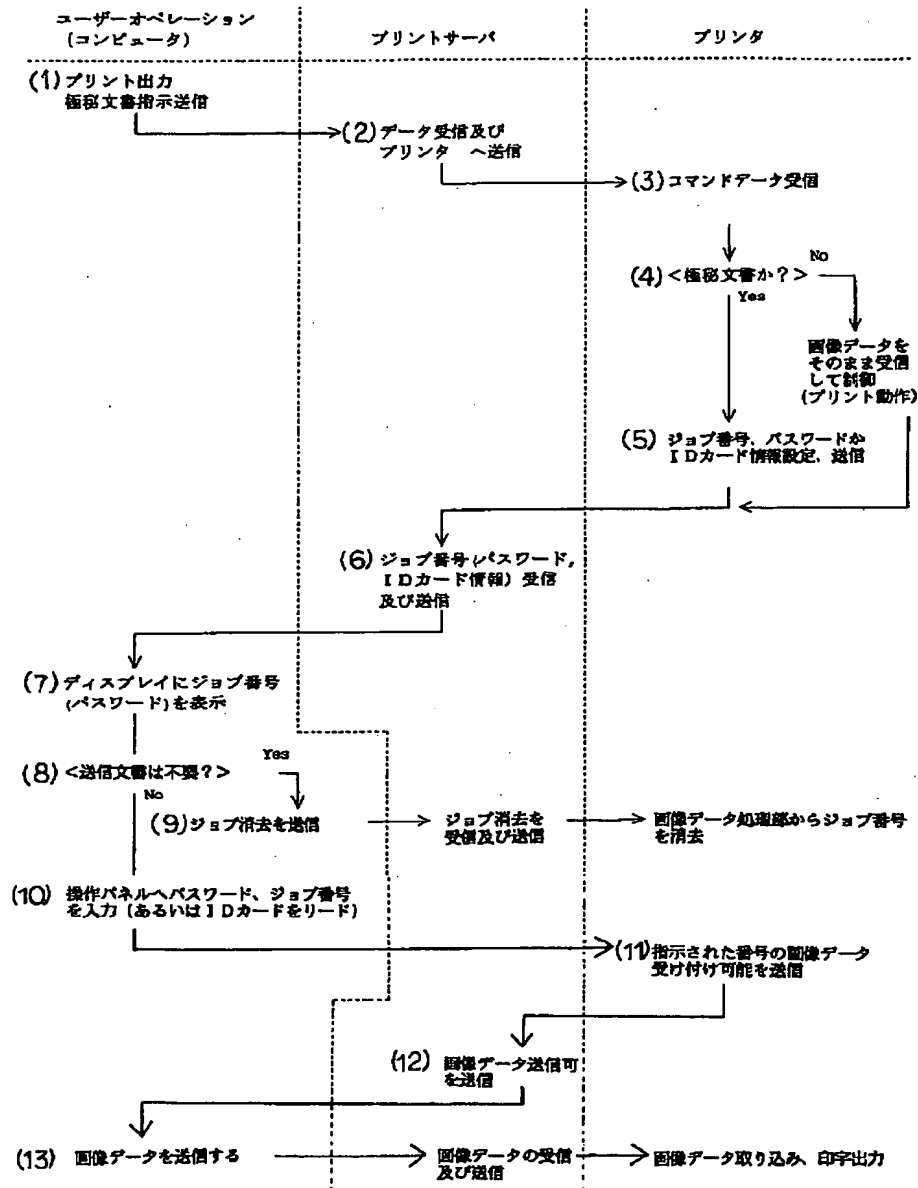 ユーザーオペレーション
(コンピュータ)
プリントサーバ
プリンタ
(1)プリント出力
極秘文書指示送信
(2)データ受信及び
プリンタ へ送信
(3)コマンドデータ受信
(4)<極秘文書か?>
No
Yes
画像データを
そのまま受信
して制御
(プリント動作)
(5) ジョブ番号、パスワードか
IDカード情報設定、送信
(6) ジョブ番号(パスワード,
IDカード情報)受信
及び送信
(7)ディスプレイにジョブ番号
(パスワード)を表示
(8)<送信文書は不要?>
Yes
No
(9)ジョブ消去を送信
ジョブ消去を
受信及び送信
画像データ処理部からジョブ番号
を消去
(10) 操作パネルへパスワード、ジョブ番号
を入力(あるいはIDカードをリード)
(11)指示された番号の画像データ
受け付け可能を送信
(12) 画像データ送信可
を送信
(13) 画像データを送信する
画像データの受信
及び送信
画像データ取り込み、印字出力